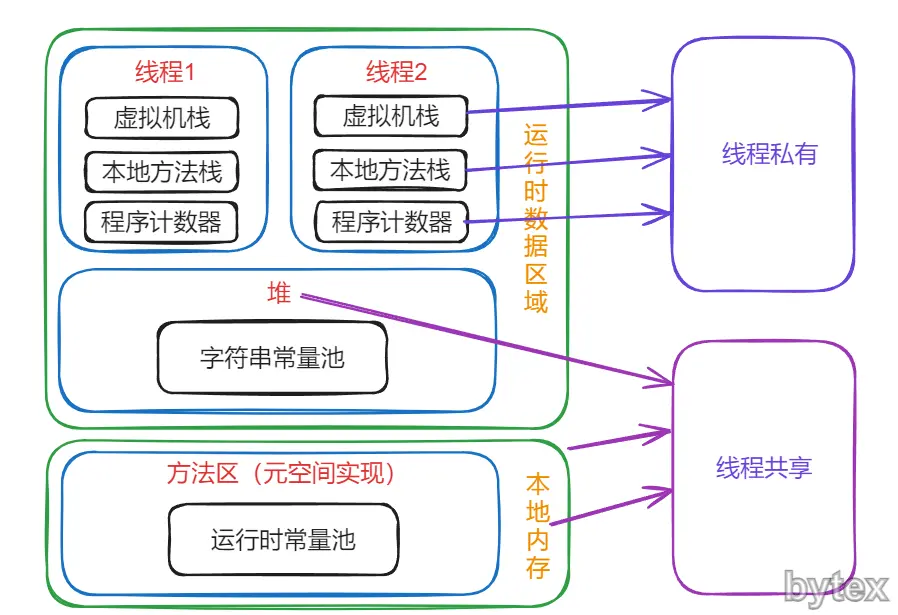 线程1
虚拟机栈
本地方法栈
程序计数器
线程2
虚拟机栈
本地方法栈
程序计数器
运行时数据区域
堆
字符串常量池
方法区（元空间实现）
运行时常量池
本地内存
线程私有
线程共享
bytex